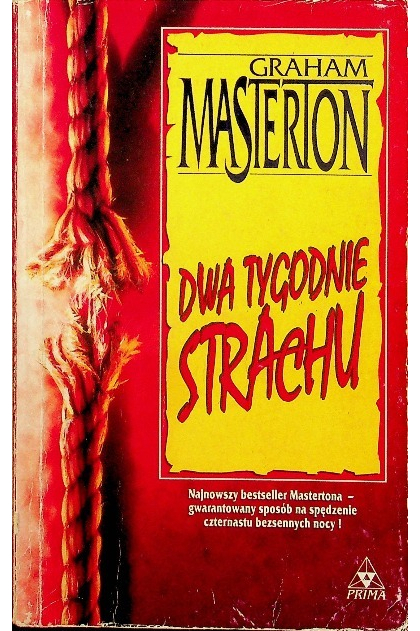 GRAHAM
MASTERTON
DWA TYGODNIE
STRACHU
Najnowszy bestseller Mastertona –
gwarantowany sposób na spędzenie
czternastu bezsennych nocy !
PRIMA